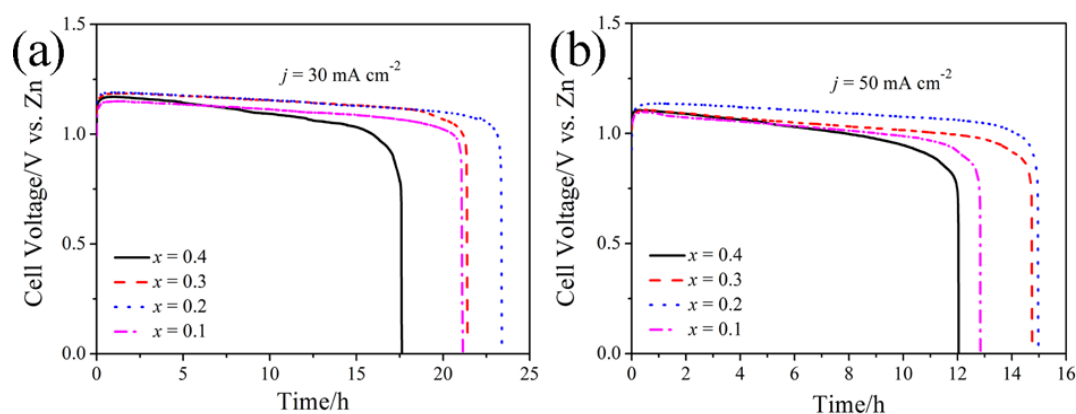 (a)
Cell Voltage/V vs. Zn
1.5
1.0
0.5
0.0
j = 30 mA cm⁻²
x = 0.4
x = 0.3
x = 0.2
x = 0.1
0 5 10 15 20 25
Time/h
(b)
Cell Voltage/V vs. Zn
1.5
1.0
0.5
0.0
j = 50 mA cm⁻²
x = 0.4
x = 0.3
x = 0.2
x = 0.1
0 2 4 6 8 10 12 14 16
Time/h